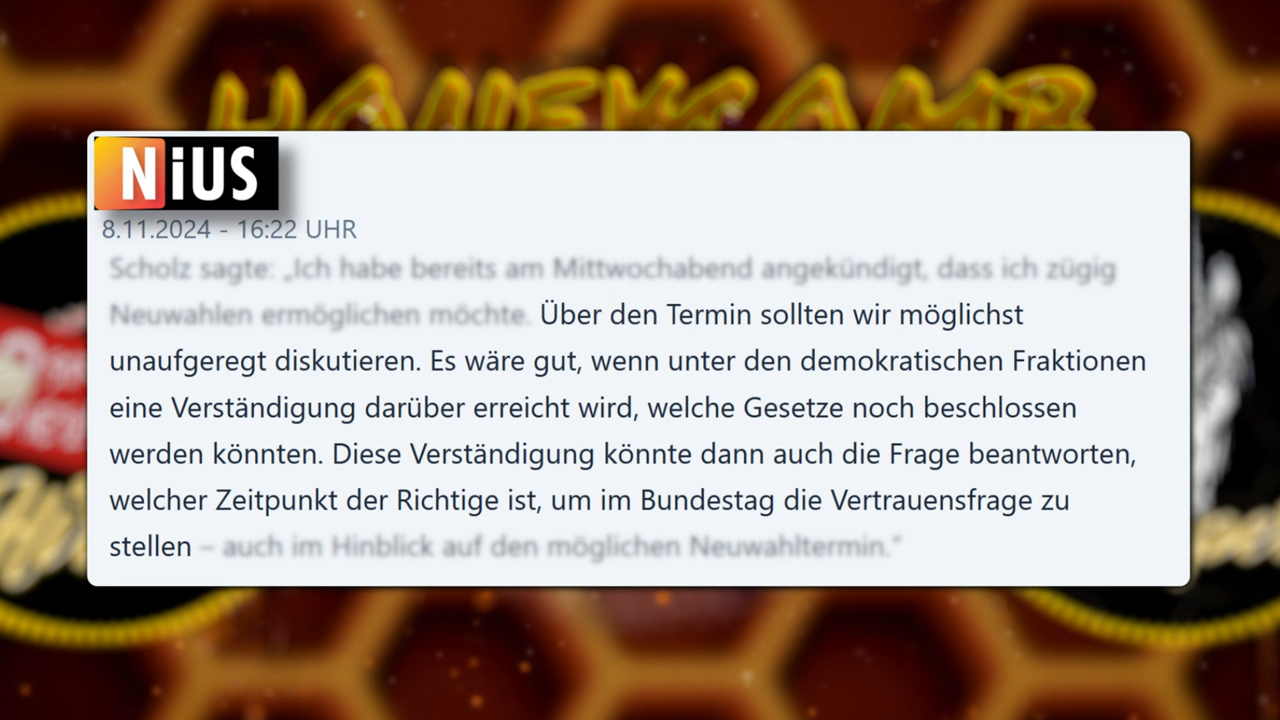 HONEYCOMB
NiUS
8.11.2024 - 16:22 UHR
Scholz sagte: „Ich habe bereits am Mittwochabend angekündigt, dass ich zügig
Neuwahlen ermöglichen möchte. Über den Termin sollten wir möglichst
unaufgeregt diskutieren. Es wäre gut, wenn unter den demokratischen Fraktionen
eine Verständigung darüber erreicht wird, welche Gesetze noch beschlossen
werden könnten. Diese Verständigung könnte dann auch die Frage beantworten,
welcher Zeitpunkt der Richtige ist, um im Bundestag die Vertrauensfrage zu
stellen – auch im Hinblick auf den möglichen Neuwahltermin.“